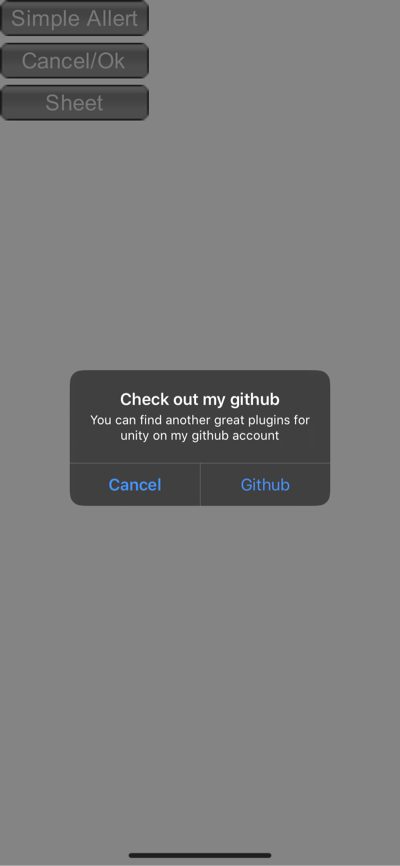 Simple Allert
Cancel/Ok
Sheet
Check out my github
You can find another great plugins for
unity on my github account
Cancel
Github